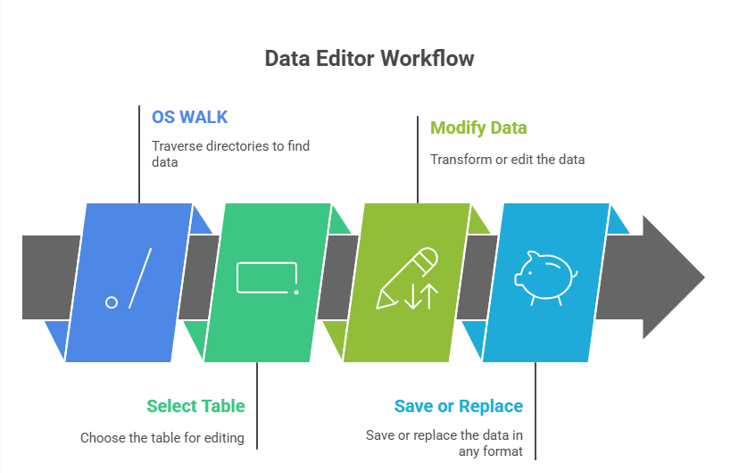 Data Editor Workflow
OS WALK
Traverse directories to find
data
Modify Data
Transform or edit the data
Select Table
Choose the table for editing
Save or Replace
Save or replace the data in
any format